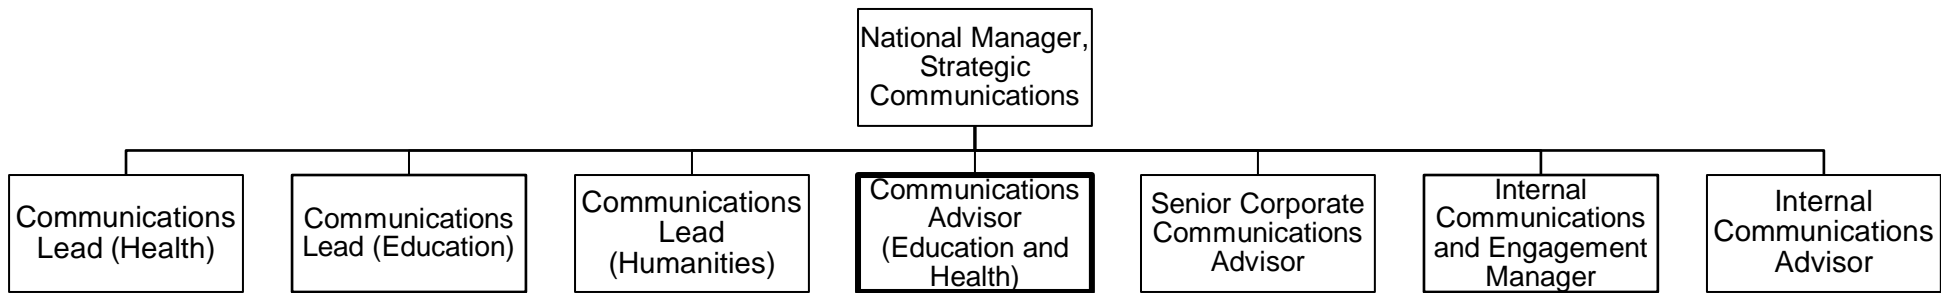 National Manager,
Strategic
Communications
Communications
Lead (Health)
Communications
Lead (Education)
Communications
Lead
(Humanities)
Communications
Advisor
(Education and
Health)
Senior Corporate
Communications
Advisor
Internal
Communications
and Engagement
Manager
Internal
Communications
Advisor